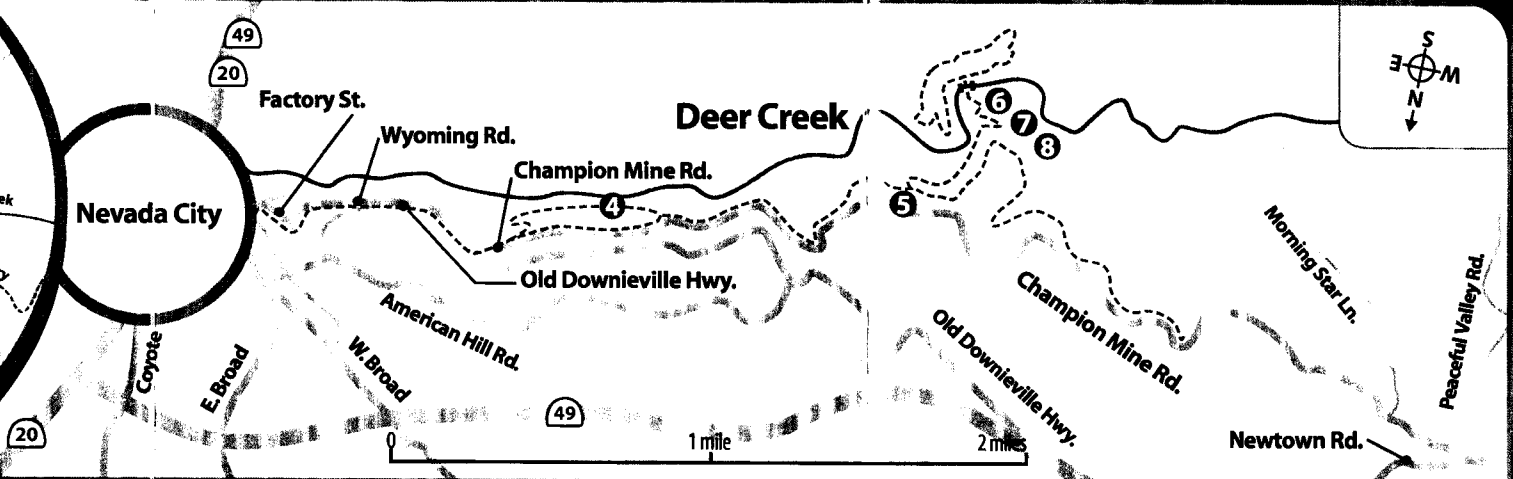 49
20
Factory St.
Wyoming Rd.
Deer Creek
Champion Mine Rd.
Nevada City
4
5
6
7
8
S
E
W
N
Old Downieville Hwy.
American Hill Rd.
W. Broad
E. Broad
Coyote
20
49
0
1 mile
2 miles
Old Downieville Hwy.
Champion Mine Rd.
Morning Star Ln.
Peaceful Valley Rd.
Newtown Rd.